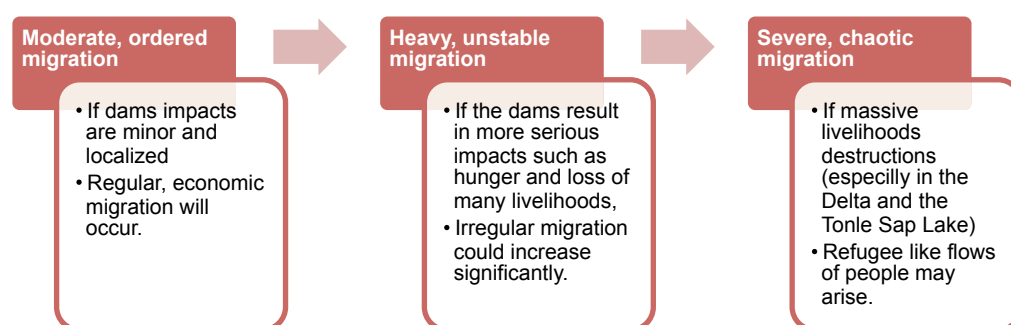 Moderate, ordered
migration
• If dams impacts
are minor and
localized
• Regular, economic
migration will
occur.
Heavy, unstable
migration
• If the dams result
in more serious
impacts such as
hunger and loss of
many livelihoods,
• Irregular migration
could increase
significantly.
Severe, chaotic
migration
• If massive
livelihoods
destructions
(especilly in the
Delta and the
Tonle Sap Lake)
• Refugee like flows
of people may
arise.